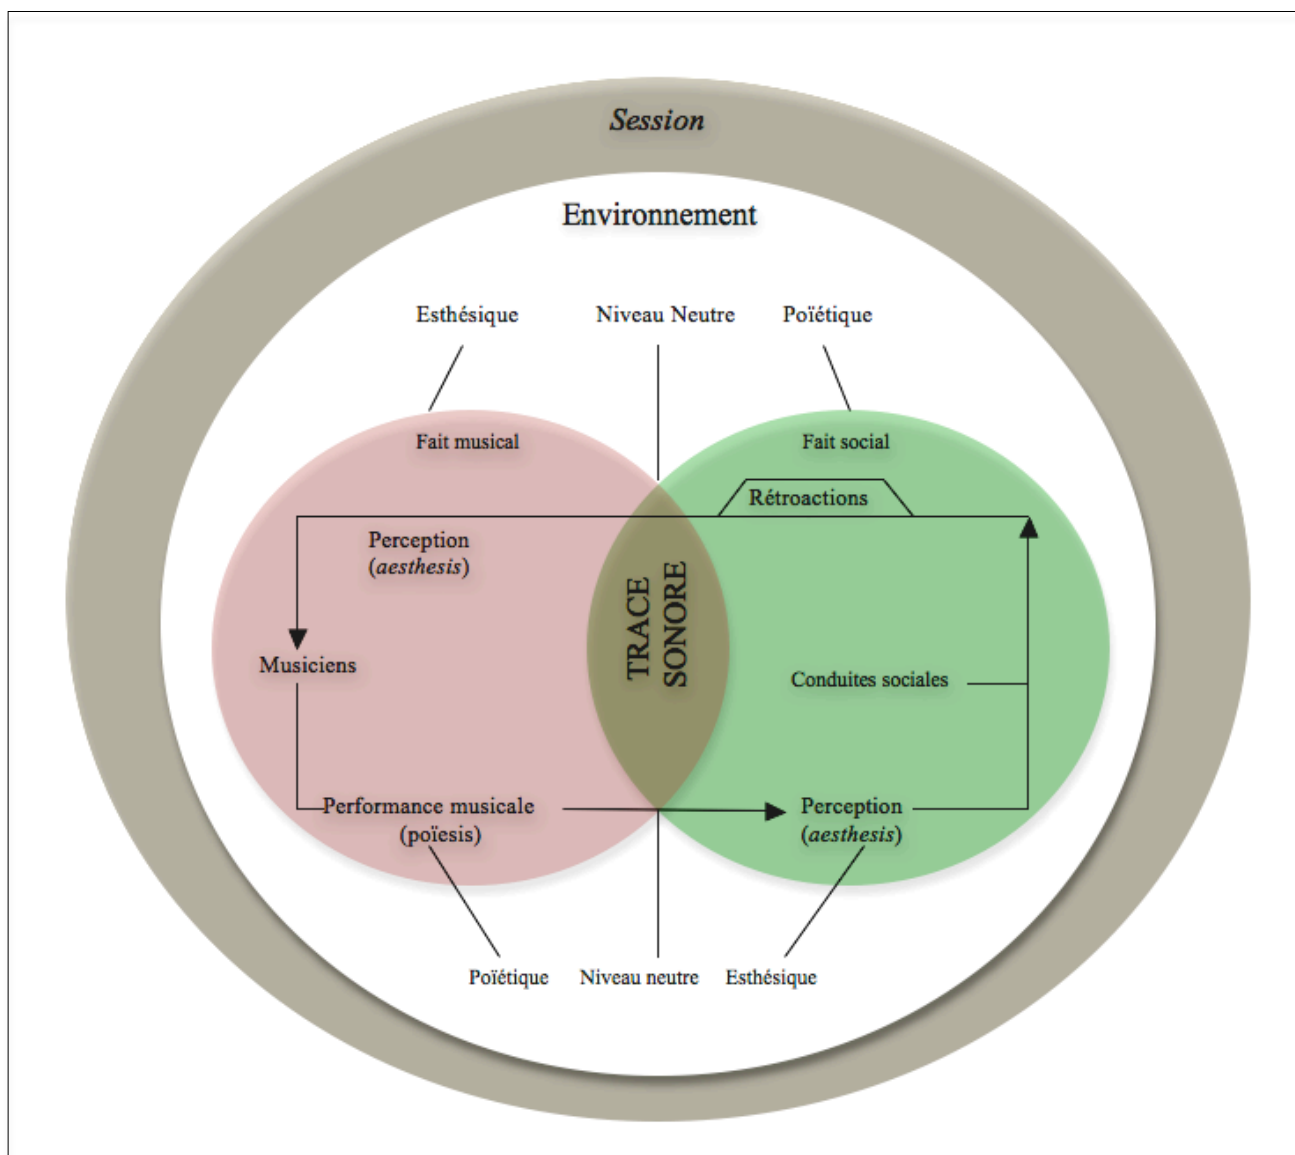 Session
Environnement
Esthésique
Niveau Neutre
Poïétique
Fait musical
Fait social
Rétroactions
Perception
(aesthesis)
TRACE
SONORE
Musiciens
Conduites sociales
Performance musicale
(poïesis)
Perception
(aesthesis)
Poïétique
Niveau neutre
Esthésique